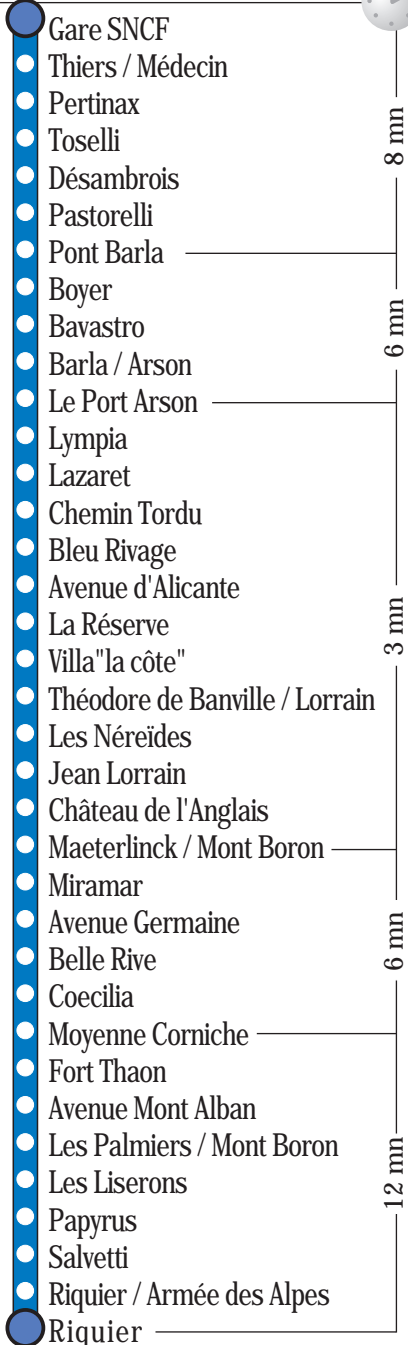 Gare SNCF
Thiers / Médecin
Pertinax
Toselli
Désambrois
Pastorelli
Pont Barla
Boyer
Bavastro
Barla / Arson
Le Port Arson
Lympia
Lazaret
Chemin Tordu
Bleu Rivage
Avenue d'Alicante
La Réserve
Villa"la côte"
Théodore de Banville / Lorrain
Les Néreïdes
Jean Lorrain
Château de l'Anglais
Maeterlinck / Mont Boron
Miramar
Avenue Germaine
Belle Rive
Coecilia
Moyenne Corniche
Fort Thaon
Avenue Mont Alban
Les Palmiers / Mont Boron
Les Liserons
Papyrus
Salvetti
Riquier / Armée des Alpes
Riquier
8 mn
6 mn
3 mn
6 mn
12 mn